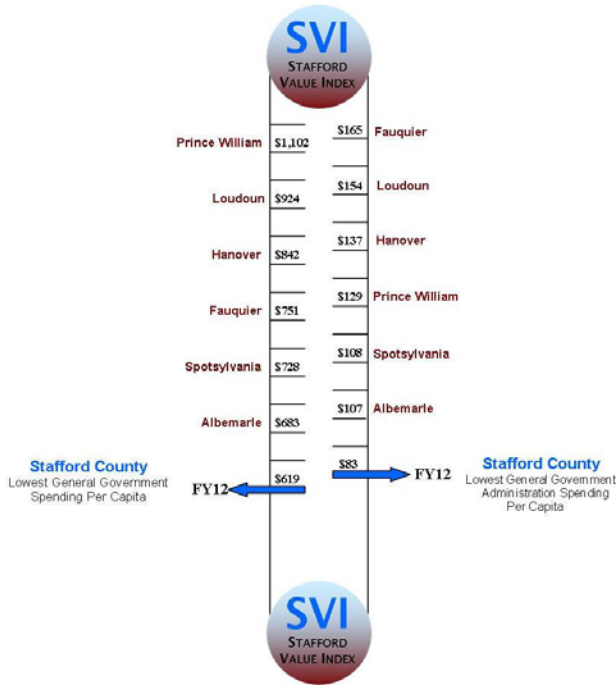 SVI
STAFFORD
VALUE INDEX
Prince William $1,102
Loudoun $924
Hanover $842
Fauquier $751
Spotsylvania $728
Albemarle $683
$619
FY12
Stafford County
Lowest General Government
Spending Per Capita
$165 Fauquier
$154 Loudoun
$137 Hanover
$129 Prince William
$108 Spotsylvania
$107 Albemarle
$83
FY12
Stafford County
Lowest General Government
Administration Spending
Per Capita
SVI
STAFFORD
VALUE INDEX